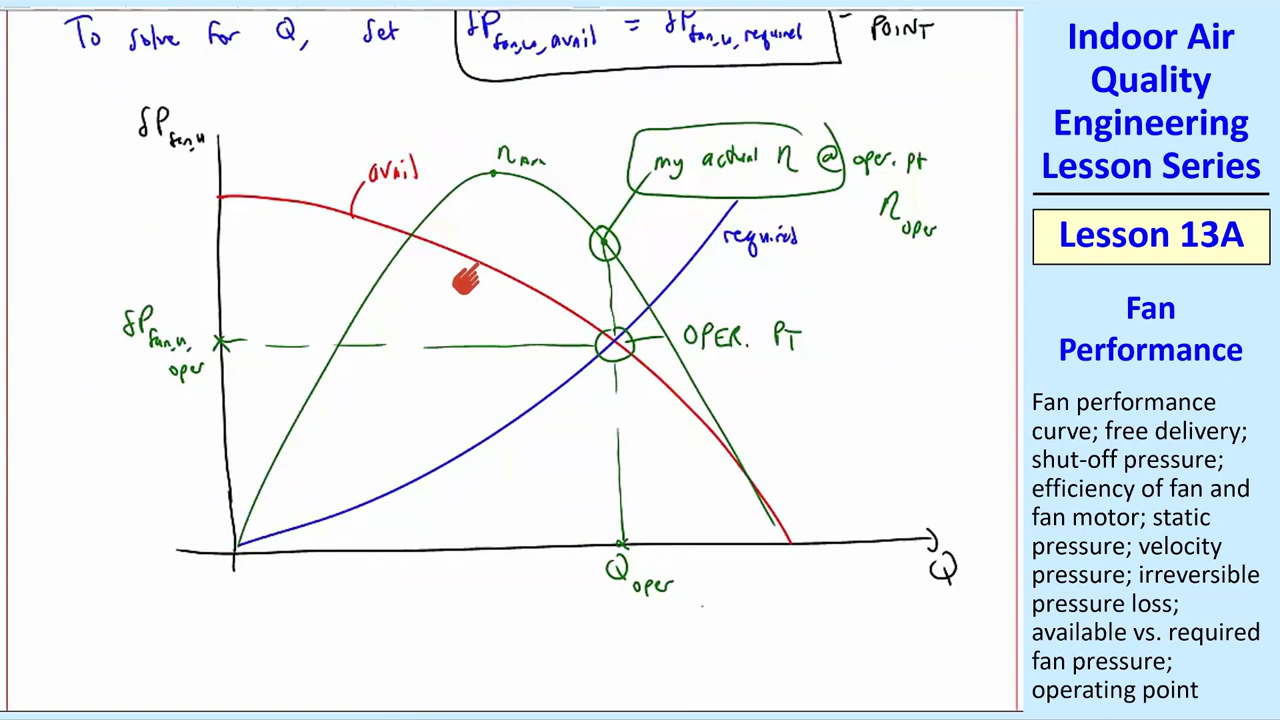 To solve for Q, set δP fan,u,avail = δP fan,u,required = POINT
δP fan,u
avail
η max
my actual η @ oper. pt
η oper
required
δP fan,u, oper
OPER. PT
Q oper
Q
Indoor Air
Quality
Engineering
Lesson Series
Lesson 13A
Fan
Performance
Fan performance
curve; free delivery;
shut-off pressure;
efficiency of fan and
fan motor; static
pressure; velocity
pressure; irreversible
pressure loss;
available vs. required
fan pressure;
operating point